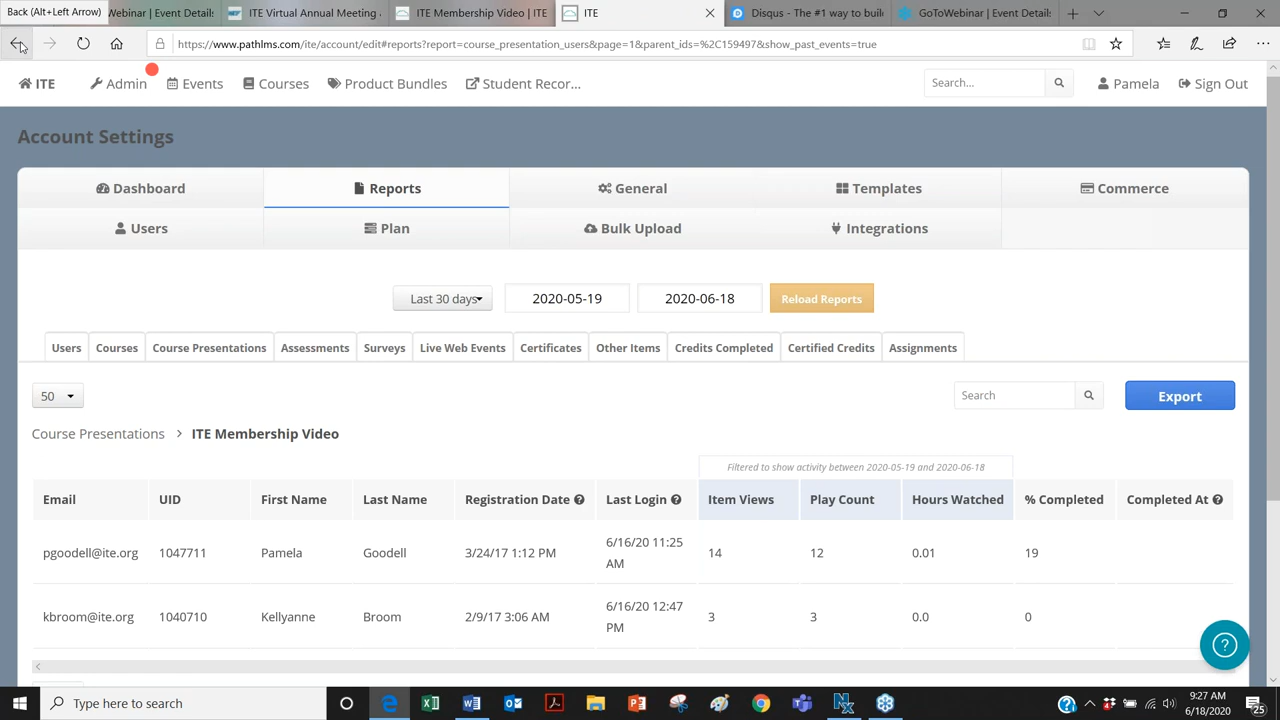 Back (Alt+Left Arrow)
Webinar | Event Detail:
ITE Virtual Annual Meeting
ITE Membership Video | ITE
ITE
Disqus - The #1 way to buil
GoToWebinar | Event Details
https://www.pathlms.com/ite/account/edit#reports?report=course_presentation_users&page=1&parent_ids=%2C159497&show_past_events=true
ITE
Admin
Events
Courses
Product Bundles
Student Recor...
Search...
Pamela
Sign Out
Account Settings
Dashboard
Reports
General
Templates
Commerce
Users
Plan
Bulk Upload
Integrations
Last 30 days
2020-05-19
2020-06-18
Reload Reports
Users
Courses
Course Presentations
Assessments
Surveys
Live Web Events
Certificates
Other Items
Credits Completed
Certified Credits
Assignments
50
Search
Export
Course Presentations > ITE Membership Video
Filtered to show activity between 2020-05-19 and 2020-06-18
Email UID First Name Last Name Registration Date ? Last Login ? Item Views Play Count Hours Watched % Completed Completed At ?
pgoodell@ite.org 1047711 Pamela Goodell 3/24/17 1:12 PM 6/16/20 11:25 AM 14 12 0.01 19
kbroom@ite.org 1040710 Kellyanne Broom 2/9/17 3:06 AM 6/16/20 12:47 PM 3 3 0.0 0
?
Type here to search
9:27 AM
6/18/2020
25